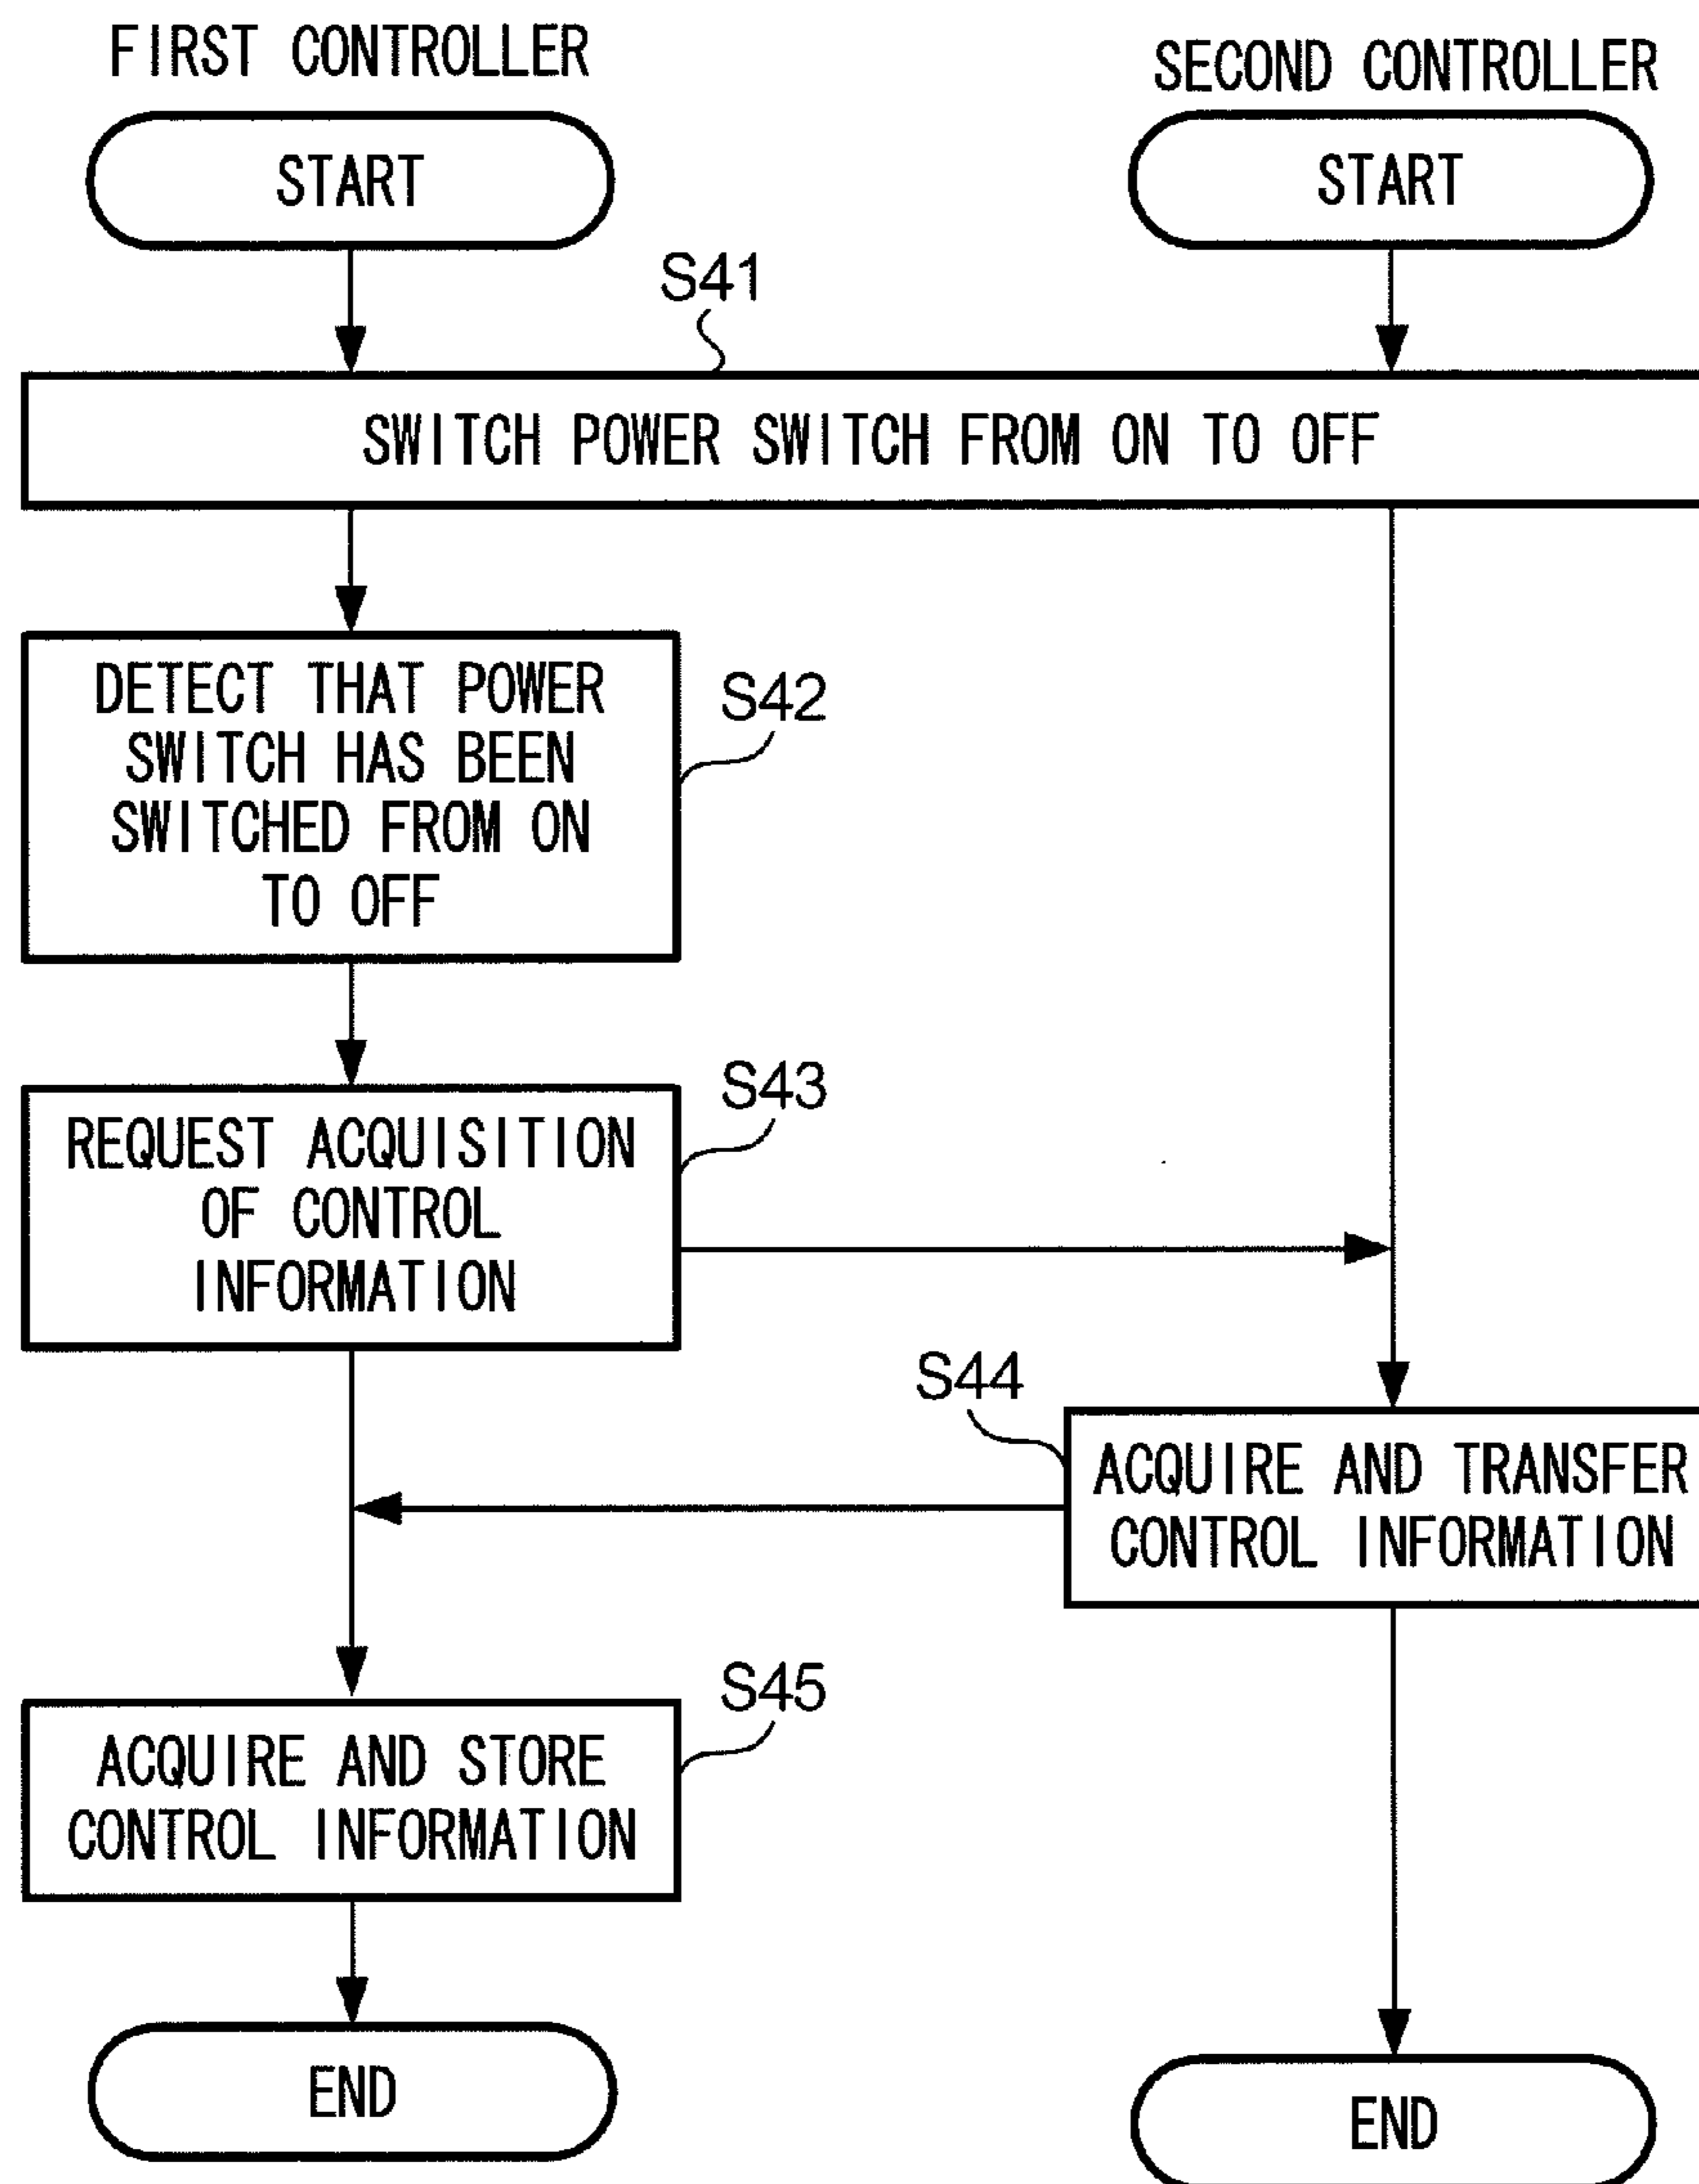 FIRST CONTROLLER
SECOND CONTROLLER
START
START
S41
SWITCH POWER SWITCH FROM ON TO OFF
DETECT THAT POWER
SWITCH HAS BEEN
SWITCHED FROM ON
TO OFF
S42
REQUEST ACQUISITION
OF CONTROL
INFORMATION
S43
S44
ACQUIRE AND TRANSFER
CONTROL INFORMATION
S45
ACQUIRE AND STORE
CONTROL INFORMATION
END
END